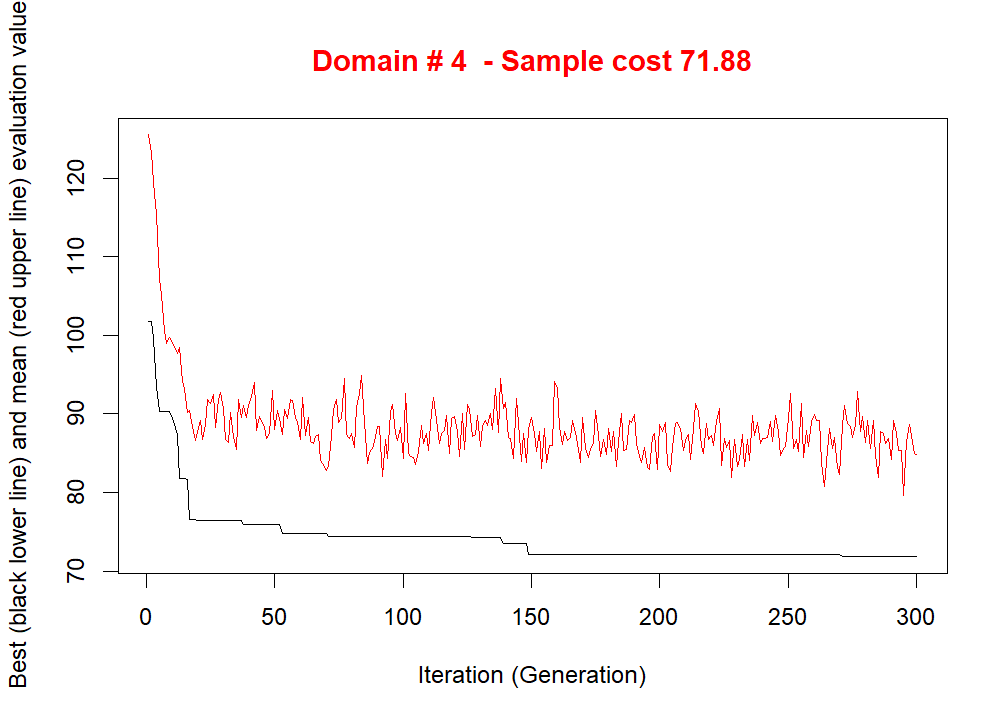 Domain # 4  - Sample cost 71.88
Best (black lower line) and mean (red upper line) evaluation value
120
110
100
90
80
70
0 50 100 150 200 250 300
Iteration (Generation)